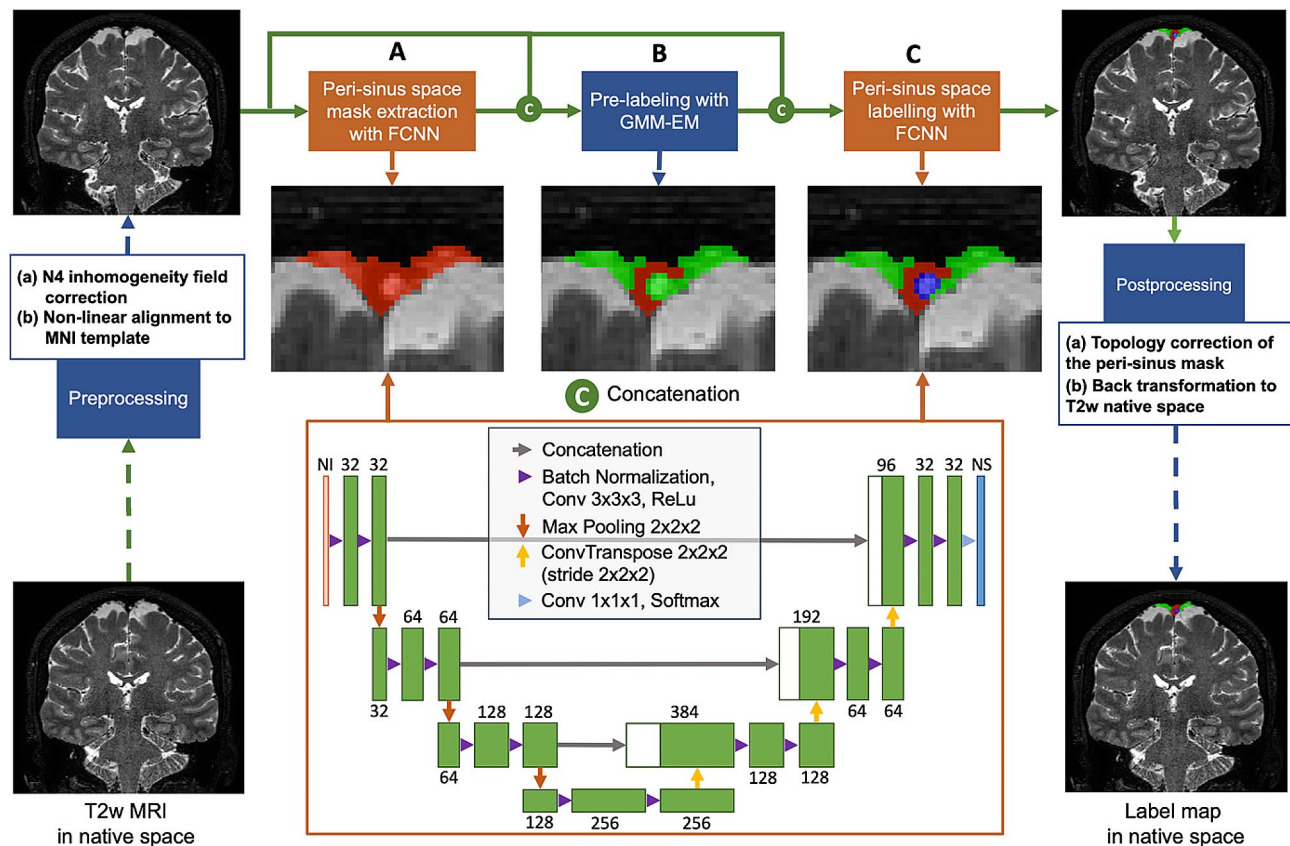 A
B
C
Peri-sinus space
mask extraction
with FCNN
C
Pre-labeling with
GMM-EM
C
Peri-sinus space
labelling with
FCNN
(a) N4 inhomogeneity field
correction
(b) Non-linear alignment to
MNI template
Preprocessing
Postprocessing
(a) Topology correction of
the peri-sinus mask
(b) Back transformation to
T2w native space
C Concatenation
Concatenation
Batch Normalization,
Conv 3x3x3, ReLu
Max Pooling 2x2x2
ConvTranspose 2x2x2
(stride 2x2x2)
Conv 1x1x1, Softmax
NI 32 32
96 32 32 NS
64 64
192
32
64 64
128 128
384
64
128 128
128 256 256
T2w MRI
in native space
Label map
in native space